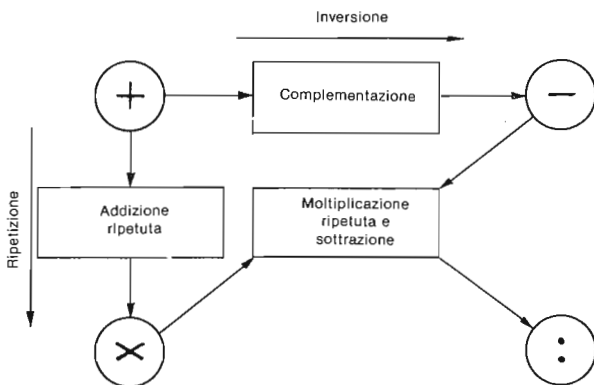 Inversione
+
Complementazione
−
Ripetizione
Addizione
ripetuta
Moltiplicazione
ripetuta e
sottrazione
×
: